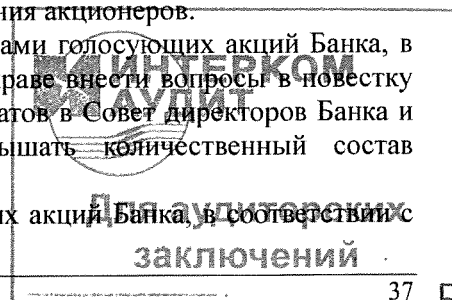 ния акционеров.
ами голосующих акций Банка, в
раве внести вопросы в повестку
атов в Совет директоров Банка и
ышать количественный состав
их акций Банка, в соответствии с
ИНТЕРКОМ
АУДИТ
Для аудиторских
заключений
37